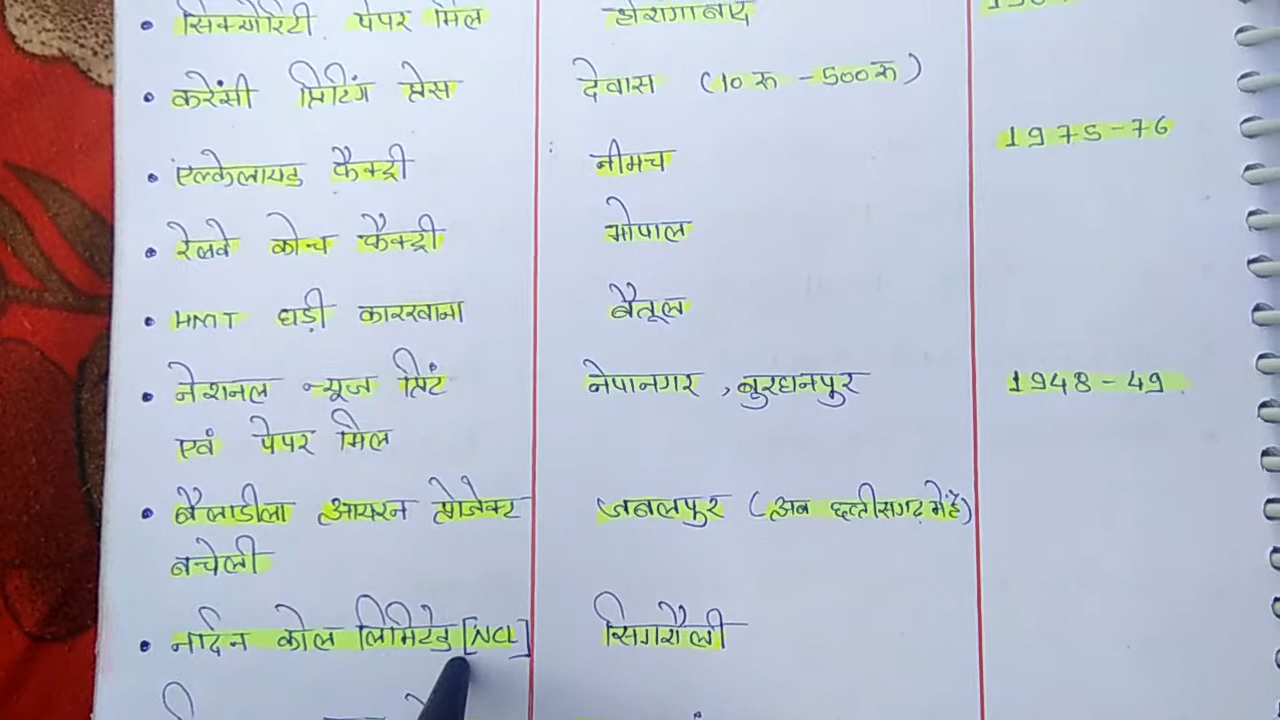 • सिक्योरिटी पेपर मिल होशंगाबाद
• करेंसी प्रिटिंग प्रेस देवास (10 रु - 500 रु)
1975-76
• एल्केलायड फैक्ट्री नीमच
• रेलवे कोच फैक्ट्री भोपाल
• HMT घड़ी कारखाना बैतूल
• नेशनल न्यूज प्रिंट नेपानगर , बुरहानपुर 1948-49
एवं पेपर मिल
• बैलाडीला आयरन प्रोजेक्ट जबलपुर (अब छत्तीसगढ़ में है)
बचेली
• नार्दन कोल लिमिटेड [NCL] सिंगरौली